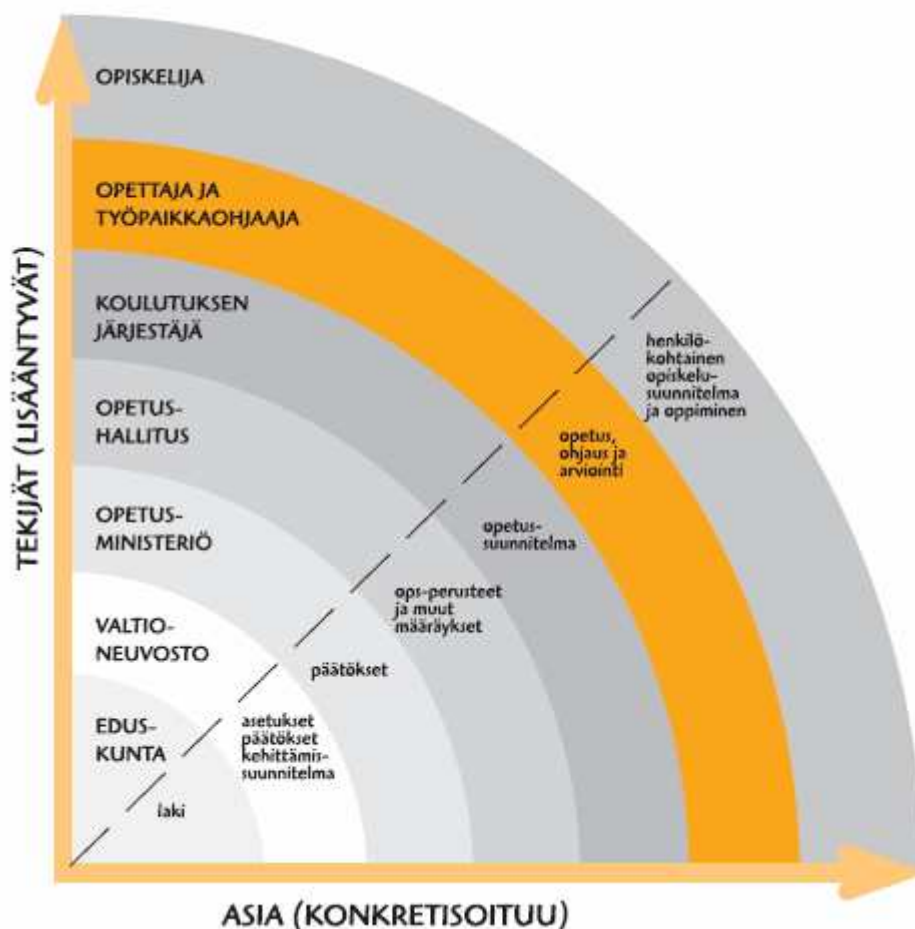 OPISKELIJA
OPETTAJA JA
TYÖPAIKKAOHJAAJA
KOULUTUKSEN
JÄRJESTÄJÄ
OPETUS-
HALLITUS
OPETUS-
MINISTERIÖ
VALTIO-
NEUVOSTO
EDUS-
KUNTA
henkilö-
kohtainen
opiskelu-
suunnitelma
ja oppiminen
opetus,
ohjaus ja
arviointi
opetus-
suunnitelma
ops-perusteet
ja muut
määräykset
päätökset
asetukset
päätökset
kehittämis-
suunnitelma
laki
TEKIJÄT (LISÄÄNTYVÄT)
ASIA (KONKRETISOITUU)